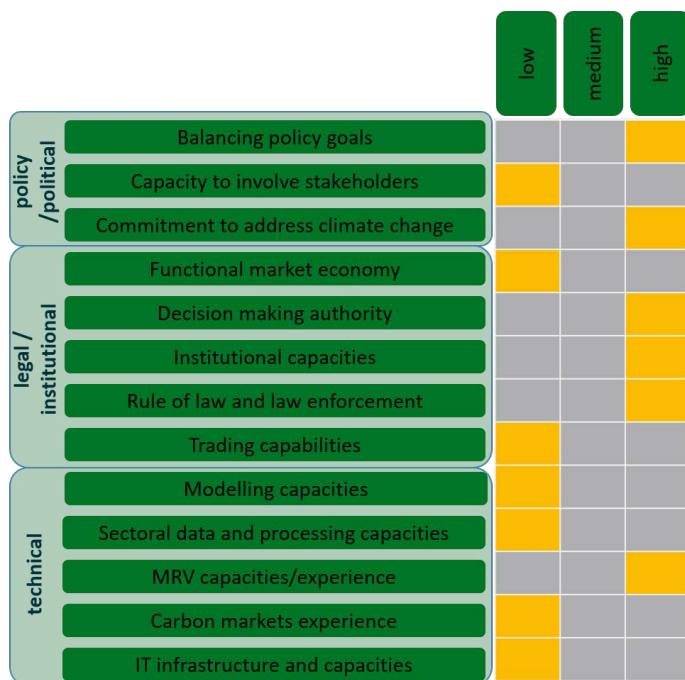 low
medium
high
policy
/political
Balancing policy goals
Capacity to involve stakeholders
Commitment to address climate change
legal /
institutional
Functional market economy
Decision making authority
Institutional capacities
Rule of law and law enforcement
Trading capabilities
technical
Modelling capacities
Sectoral data and processing capacities
MRV capacities/experience
Carbon markets experience
IT infrastructure and capacities